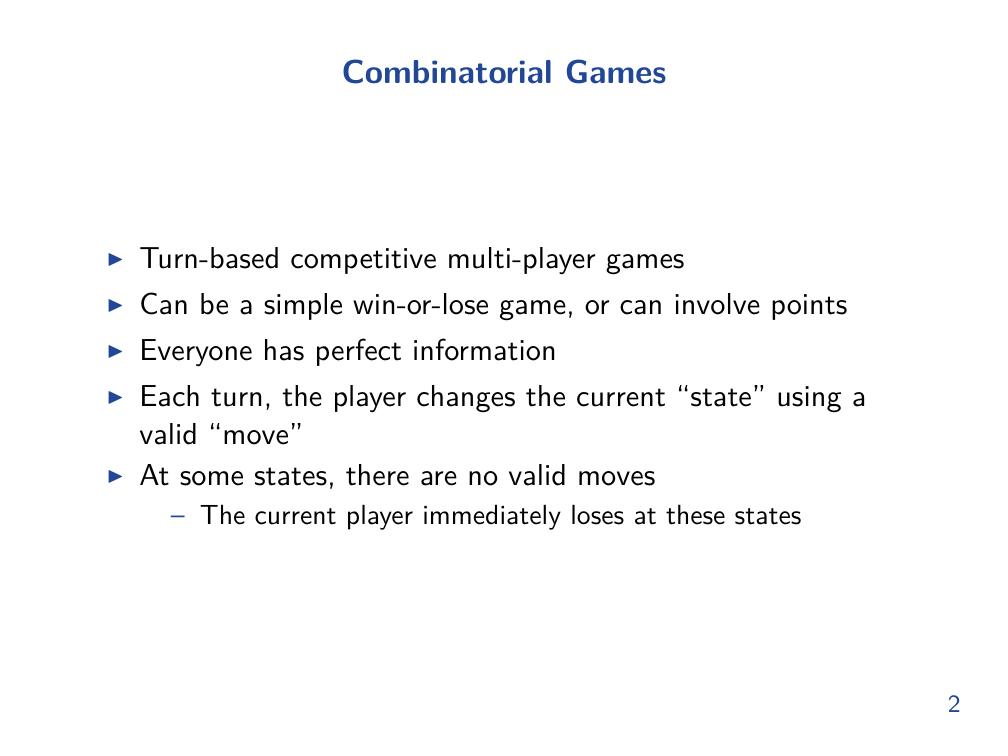 Combinatorial Games
▶ Turn-based competitive multi-player games
▶ Can be a simple win-or-lose game, or can involve points
▶ Everyone has perfect information
▶ Each turn, the player changes the current “state” using a
valid “move”
▶ At some states, there are no valid moves
– The current player immediately loses at these states
2